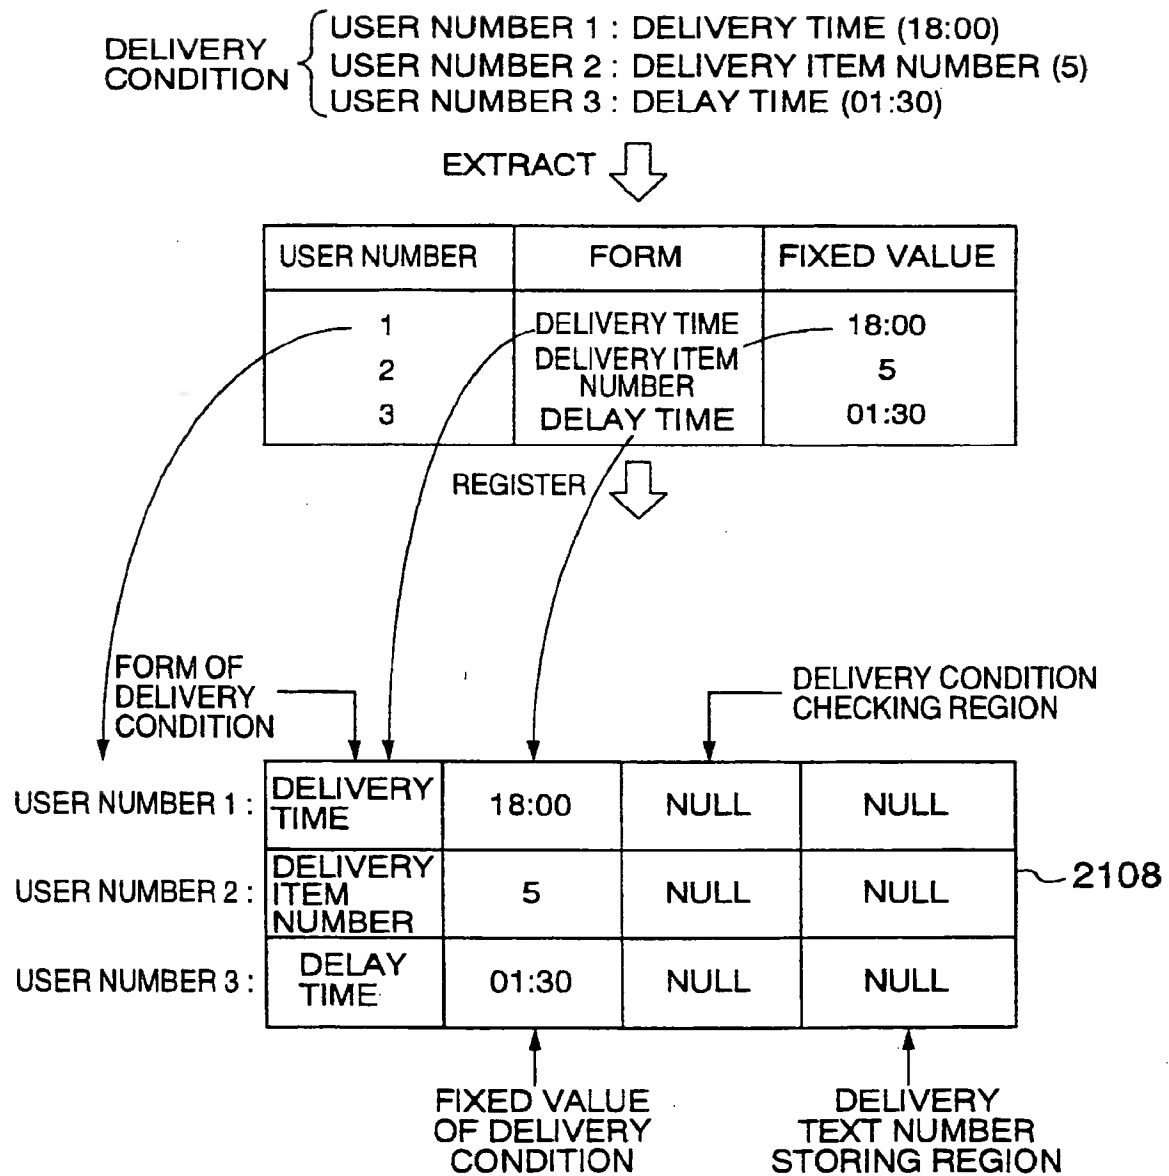 DELIVERY CONDITION
USER NUMBER 1 : DELIVERY TIME (18:00)
USER NUMBER 2 : DELIVERY ITEM NUMBER (5)
USER NUMBER 3 : DELAY TIME (01:30)
EXTRACT
USER NUMBER FORM FIXED VALUE
1 DELIVERY TIME 18:00
2 DELIVERY ITEM NUMBER 5
3 DELAY TIME 01:30
REGISTER
FORM OF
DELIVERY
CONDITION
DELIVERY CONDITION
CHECKING REGION
USER NUMBER 1 : DELIVERY TIME 18:00 NULL NULL
USER NUMBER 2 : DELIVERY ITEM NUMBER 5 NULL NULL
2108
USER NUMBER 3 : DELAY TIME 01:30 NULL NULL
FIXED VALUE
OF DELIVERY
CONDITION
DELIVERY
TEXT NUMBER
STORING REGION